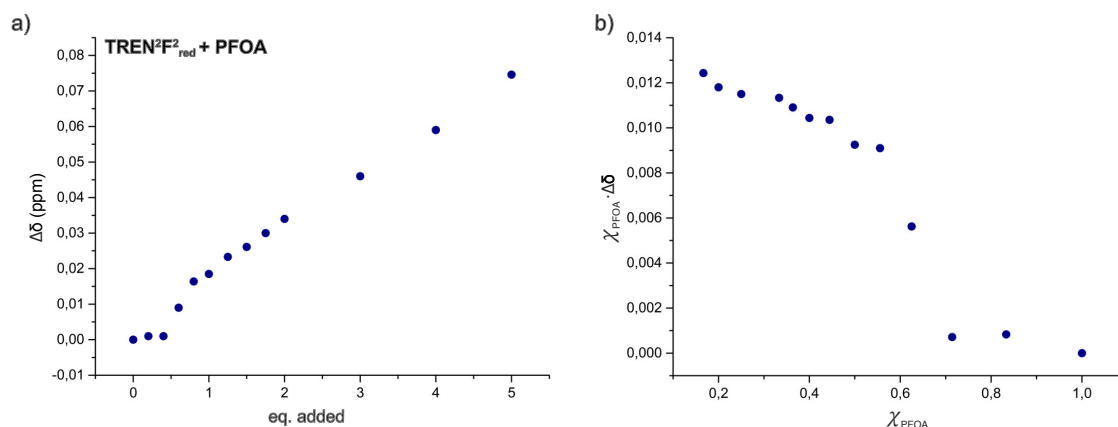 a)
TREN²F²red + PFOA
0,08
0,07
0,06
0,05
0,04
0,03
0,02
0,01
0,00
-0,01
Δδ (ppm)
0 1 2 3 4 5
eq. added
b)
0,014
0,012
0,010
0,008
0,006
0,004
0,002
0,000
χPFOA·Δδ
0,2 0,4 0,6 0,8 1,0
χPFOA